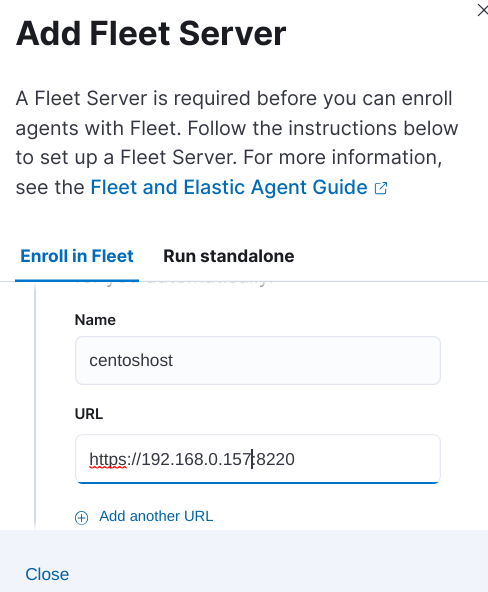 Add Fleet Server
A Fleet Server is required before you can enroll
agents with Fleet. Follow the instructions below
to set up a Fleet Server. For more information,
see the Fleet and Elastic Agent Guide
Enroll in Fleet Run standalone
Name
centoshost
URL
https://192.168.0.157:8220
Add another URL
Close